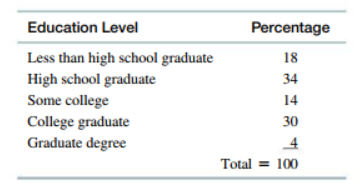 Education Level Percentage
Less than high school graduate 18
High school graduate 34
Some college 14
College graduate 30
Graduate degree 4
Total = 100